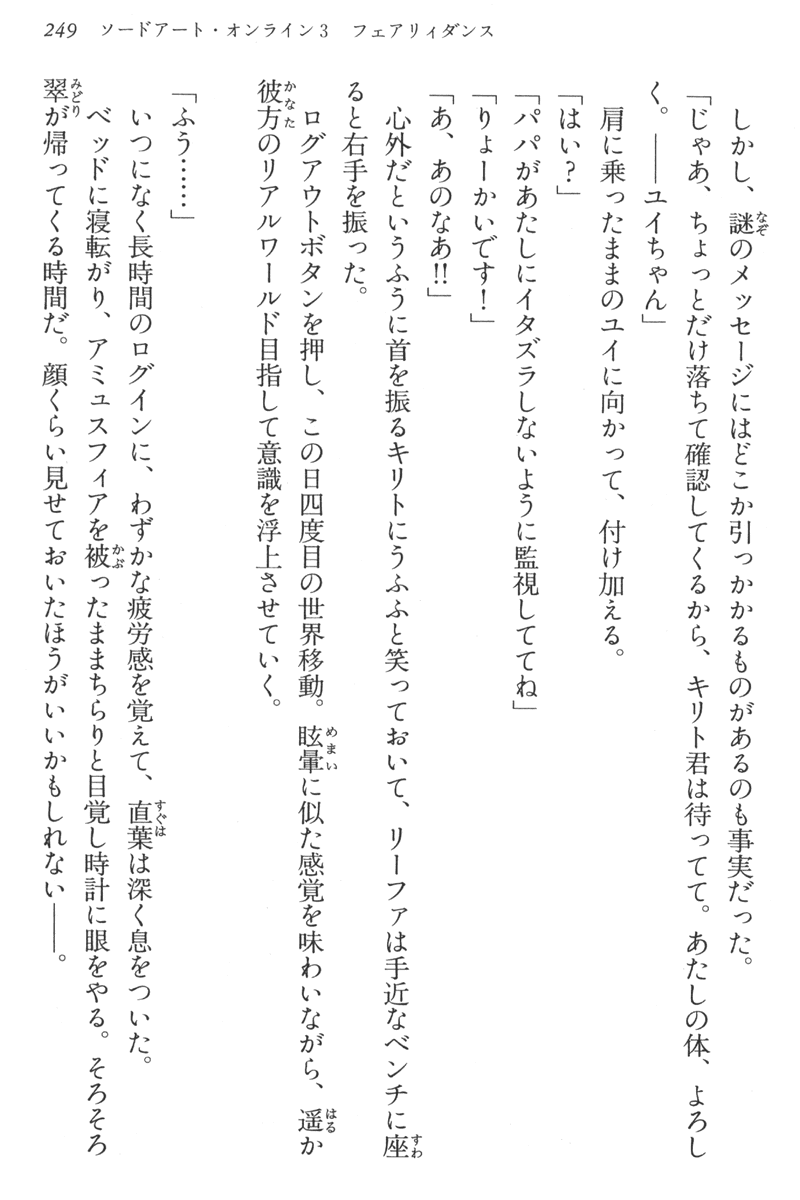 249 ソードアート・オンライン3 フェアリィダンス
しかし、謎のメッセージにはどこか引っかかるものがあるのも事実だった。
「じゃあ、ちょっとだけ落ちて確認してくるから、キリト君は待ってて。あたしの体、よろし
く。――ユイちゃん」
肩に乗ったままのユイに向かって、付け加える。
「はい？」
「パパがあたしにイタズラしないように監視しててね」
「りょーかいです！」
「あ、あのなあ!!」
心外だというふうに首を振るキリトにうふふと笑っておいて、リーファは手近なベンチに座
ると右手を振った。
ログアウトボタンを押し、この日四度目の世界移動。眩暈に似た感覚を味わいながら、遥か
彼方のリアルワールド目指して意識を浮上させていく。
「ふう……」
いつになく長時間のログインに、わずかな疲労感を覚えて、直葉は深く息をついた。
ベッドに寝転がり、アミュスフィアを被ったままちらりと目覚し時計に眼をやる。そろそろ
翠が帰ってくる時間だ。顔くらい見せておいたほうがいいかもしれない――。